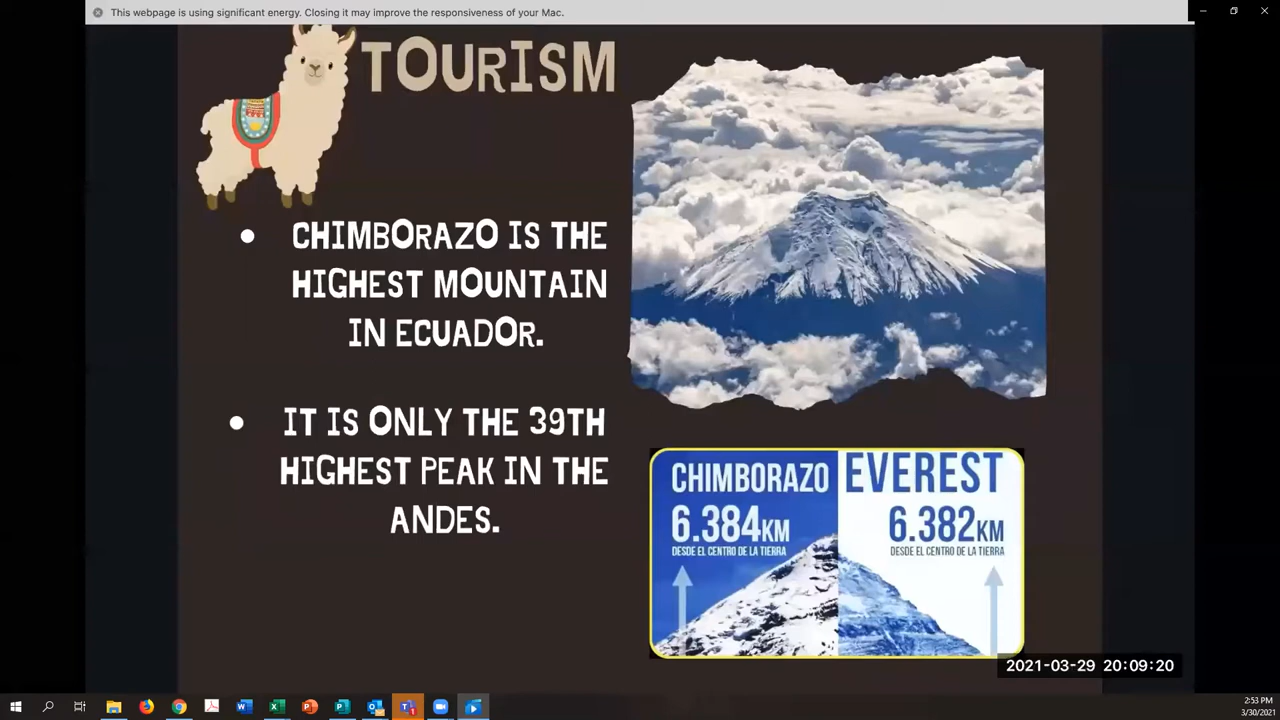 This webpage is using significant energy. Closing it may improve the responsiveness of your Mac.
TOURISM
CHIMBORAZO IS THE
HIGHEST MOUNTAIN
IN ECUADOR.
IT IS ONLY THE 39TH
HIGHEST PEAK IN THE
ANDES.
CHIMBORAZO
6.384KM
DESDE EL CENTRO DE LA TIERRA
EVEREST
6.382KM
DESDE EL CENTRO DE LA TIERRA
2021-03-29 20:09:20
2:53 PM
3/30/2021